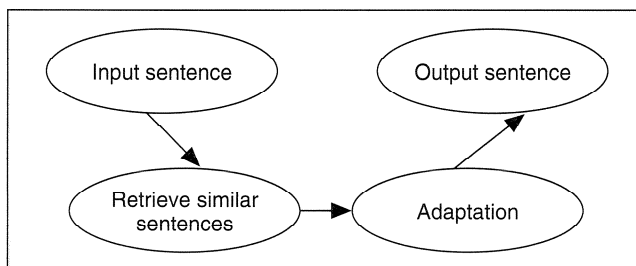 Input sentence
Output sentence
Retrieve similar
sentences
Adaptation